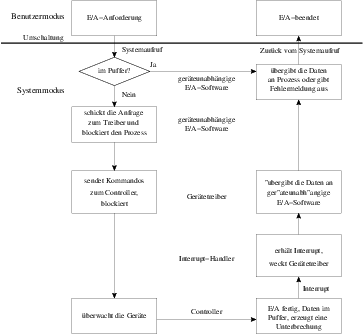 Benutzermodus
E/A-Anforderung
E/A-beendet
Umschaltung
Systemaufruf
Zurück vom Systemaufruf
im Puffer?
Ja
geräteunabhängige
E/A-Software
übergibt die Daten
an Prozess oder gibt
Fehlermeldung aus
Systemmodus
Nein
schickt die Anfrage
zum Treiber und
blockiert den Prozess
geräteunabhängige
E/A-Software
sendet Kommandos
zum Controller,
blockiert
Gerätetreiber
"ubergibt die Daten an
ger"ateunabh"angige
E/A-Software
Interrupt-Handler
erhält Interrupt,
weckt Gerätetreiber
Interrupt
überwacht die Geräte
Controller
E/A fertig, Daten im
Puffer, erzeugt eine
Unterbrechung